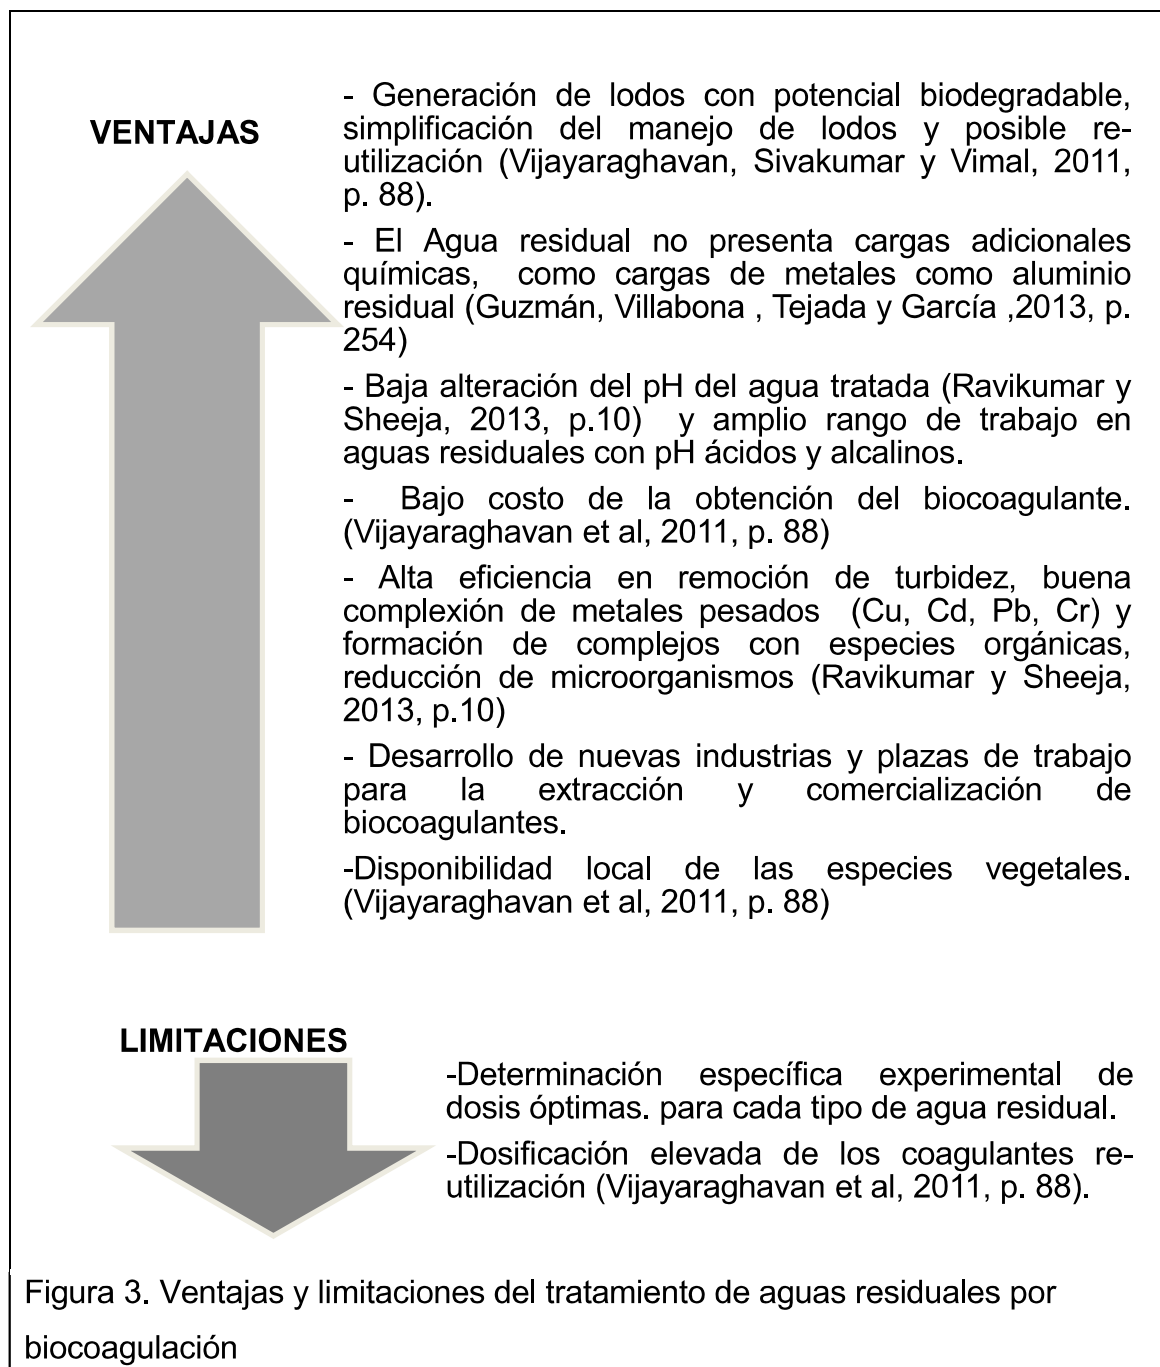 VENTAJAS
- Generación de lodos con potencial biodegradable,
simplificación del manejo de lodos y posible re-
utilización (Vijayaraghavan, Sivakumar y Vimal, 2011,
p. 88).
- El Agua residual no presenta cargas adicionales
químicas, como cargas de metales como aluminio
residual (Guzmán, Villabona , Tejada y García ,2013, p.
254)
- Baja alteración del pH del agua tratada (Ravikumar y
Sheeja, 2013, p.10) y amplio rango de trabajo en
aguas residuales con pH ácidos y alcalinos.
- Bajo costo de la obtención del biocoagulante.
(Vijayaraghavan et al, 2011, p. 88)
- Alta eficiencia en remoción de turbidez, buena
complexión de metales pesados (Cu, Cd, Pb, Cr) y
formación de complejos con especies orgánicas,
reducción de microorganismos (Ravikumar y Sheeja,
2013, p.10)
- Desarrollo de nuevas industrias y plazas de trabajo
para la extracción y comercialización de
biocoagulantes.
-Disponibilidad local de las especies vegetales.
(Vijayaraghavan et al, 2011, p. 88)
LIMITACIONES
-Determinación específica experimental de
dosis óptimas. para cada tipo de agua residual.
-Dosificación elevada de los coagulantes re-
utilización (Vijayaraghavan et al, 2011, p. 88).
Figura 3. Ventajas y limitaciones del tratamiento de aguas residuales por
biocoagulación